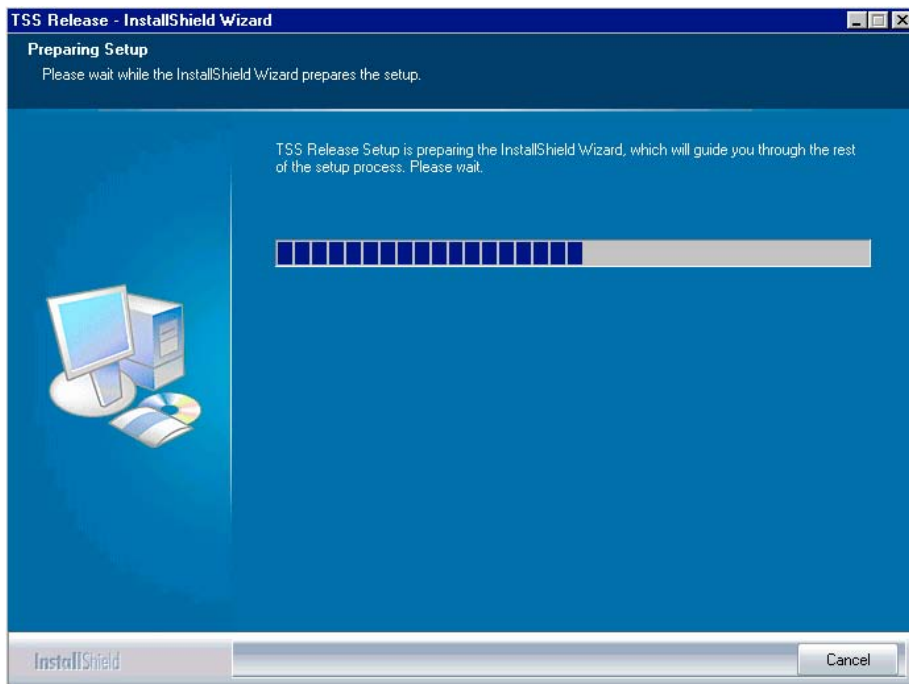 TSS Release - InstallShield Wizard
Preparing Setup
Please wait while the InstallShield Wizard prepares the setup.
TSS Release Setup is preparing the InstallShield Wizard, which will guide you through the rest
of the setup process. Please wait.
InstallShield
Cancel